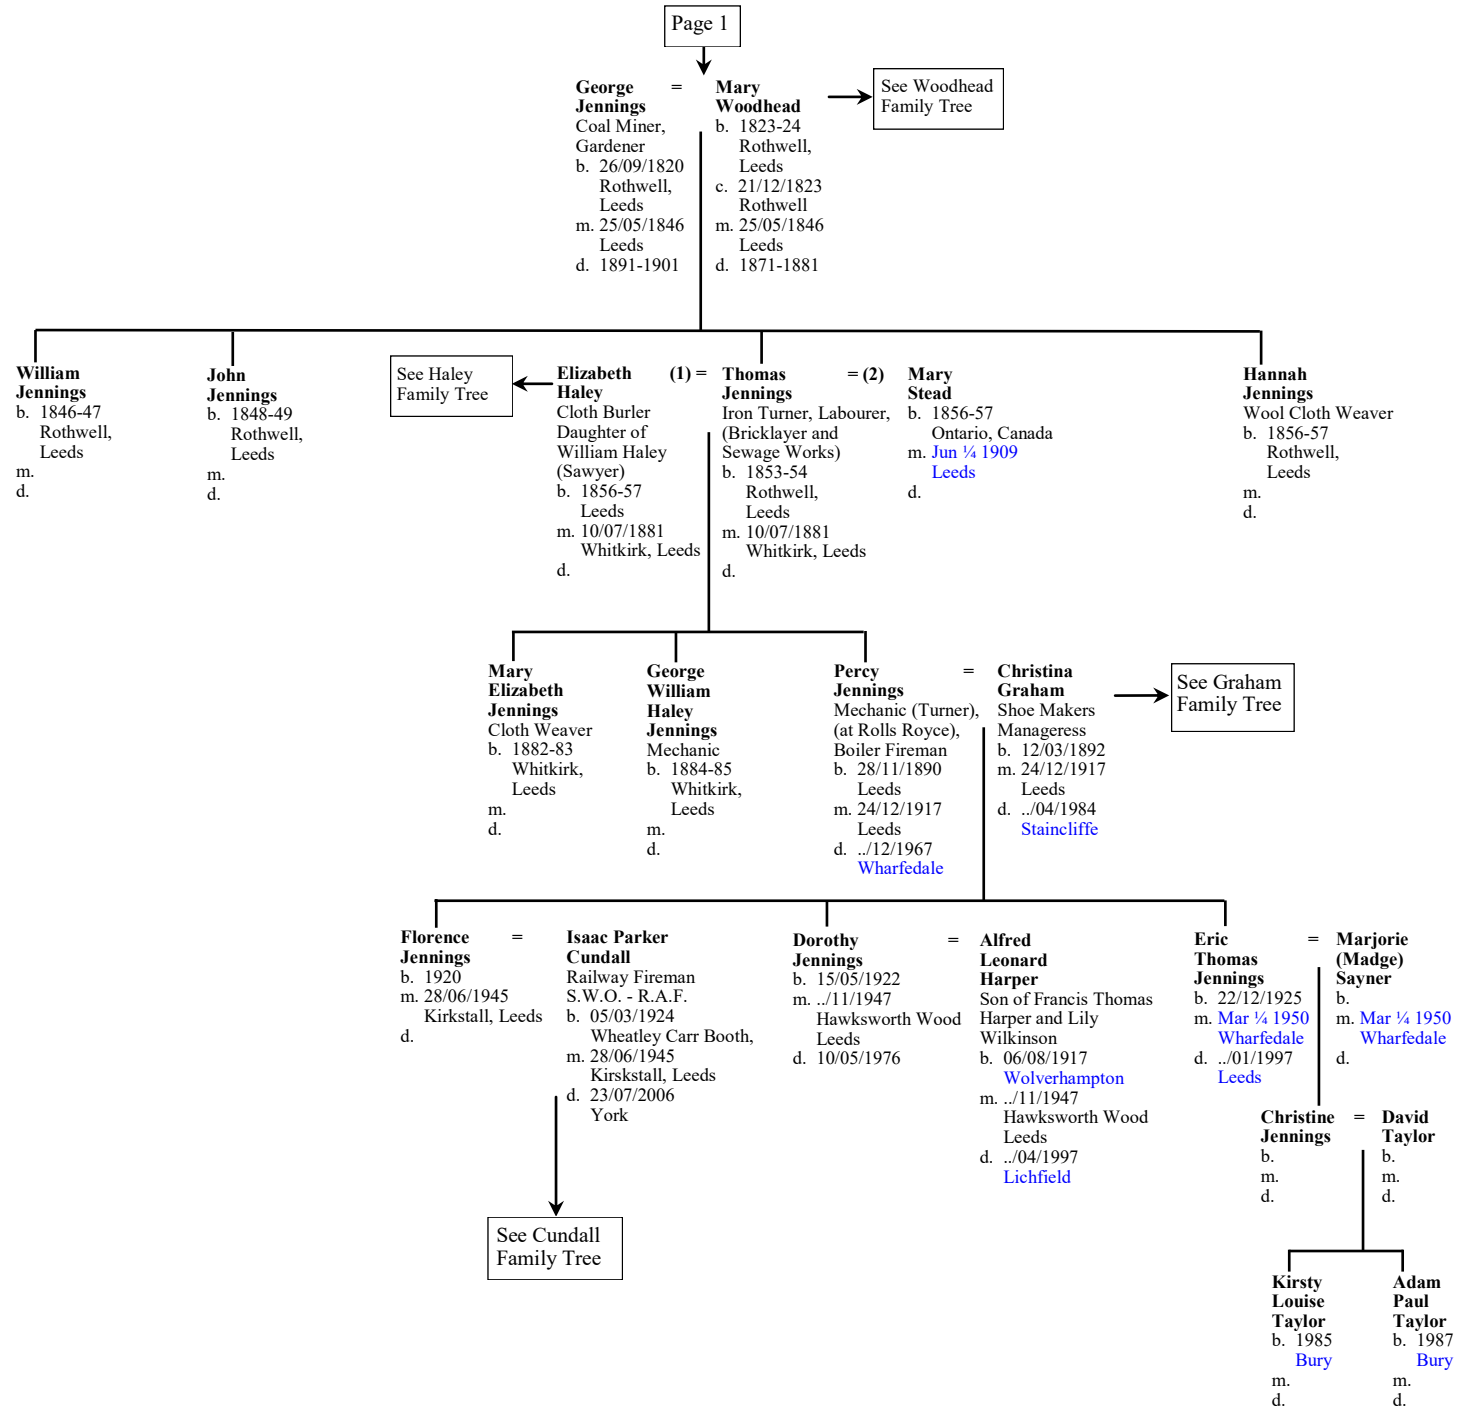 Page 1
George =
Jennings
Coal Miner,
Gardener
b. 26/09/1820
Rothwell,
Leeds
m. 25/05/1846
Leeds
d. 1891-1901
Mary
Woodhead
b. 1823-24
Rothwell,
Leeds
c. 21/12/1823
Rothwell
m. 25/05/1846
Leeds
d. 1871-1881
See Woodhead
Family Tree
William
Jennings
b. 1846-47
Rothwell,
Leeds
m.
d.
John
Jennings
b. 1848-49
Rothwell,
Leeds
m.
d.
See Haley
Family Tree
Elizabeth (1) =
Haley
Cloth Burler
Daughter of
William Haley
(Sawyer)
b. 1856-57
Leeds
m. 10/07/1881
Whitkirk, Leeds
d.
Thomas = (2)
Jennings
Iron Turner, Labourer,
(Bricklayer and
Sewage Works)
b. 1853-54
Rothwell,
Leeds
m. 10/07/1881
Whitkirk, Leeds
d.
Mary
Stead
b. 1856-57
Ontario, Canada
m. Jun ¼ 1909
Leeds
d.
Hannah
Jennings
Wool Cloth Weaver
b. 1856-57
Rothwell,
Leeds
m.
d.
Mary
Elizabeth
Jennings
Cloth Weaver
b. 1882-83
Whitkirk,
Leeds
m.
d.
George
William
Haley
Jennings
Mechanic
b. 1884-85
Whitkirk,
Leeds
m.
d.
Percy =
Jennings
Mechanic (Turner),
(at Rolls Royce),
Boiler Fireman
b. 28/11/1890
Leeds
m. 24/12/1917
Leeds
d. ../12/1967
Wharfedale
Christina
Graham
Shoe Makers
Manageress
b. 12/03/1892
m. 24/12/1917
Leeds
d. ../04/1984
Staincliffe
See Graham
Family Tree
Florence =
Jennings
b. 1920
m. 28/06/1945
Kirkstall, Leeds
d.
Isaac Parker
Cundall
Railway Fireman
S.W.O. - R.A.F.
b. 05/03/1924
Wheatley Carr Booth,
m. 28/06/1945
Kirskstall, Leeds
d. 23/07/2006
York
See Cundall
Family Tree
Dorothy =
Jennings
b. 15/05/1922
m. ../11/1947
Hawksworth Wood
Leeds
d. 10/05/1976
Alfred
Leonard
Harper
Son of Francis Thomas
Harper and Lily
Wilkinson
b. 06/08/1917
Wolverhampton
m. ../11/1947
Hawksworth Wood
Leeds
d. ../04/1997
Lichfield
Eric =
Thomas
Jennings
b. 22/12/1925
m. Mar ¼ 1950
Wharfedale
d. ../01/1997
Leeds
Marjorie
(Madge)
Sayner
b.
m. Mar ¼ 1950
Wharfedale
d.
Christine =
Jennings
b.
m.
d.
David
Taylor
b.
m.
d.
Kirsty
Louise
Taylor
b. 1985
Bury
m.
d.
Adam
Paul
Taylor
b. 1987
Bury
m.
d.